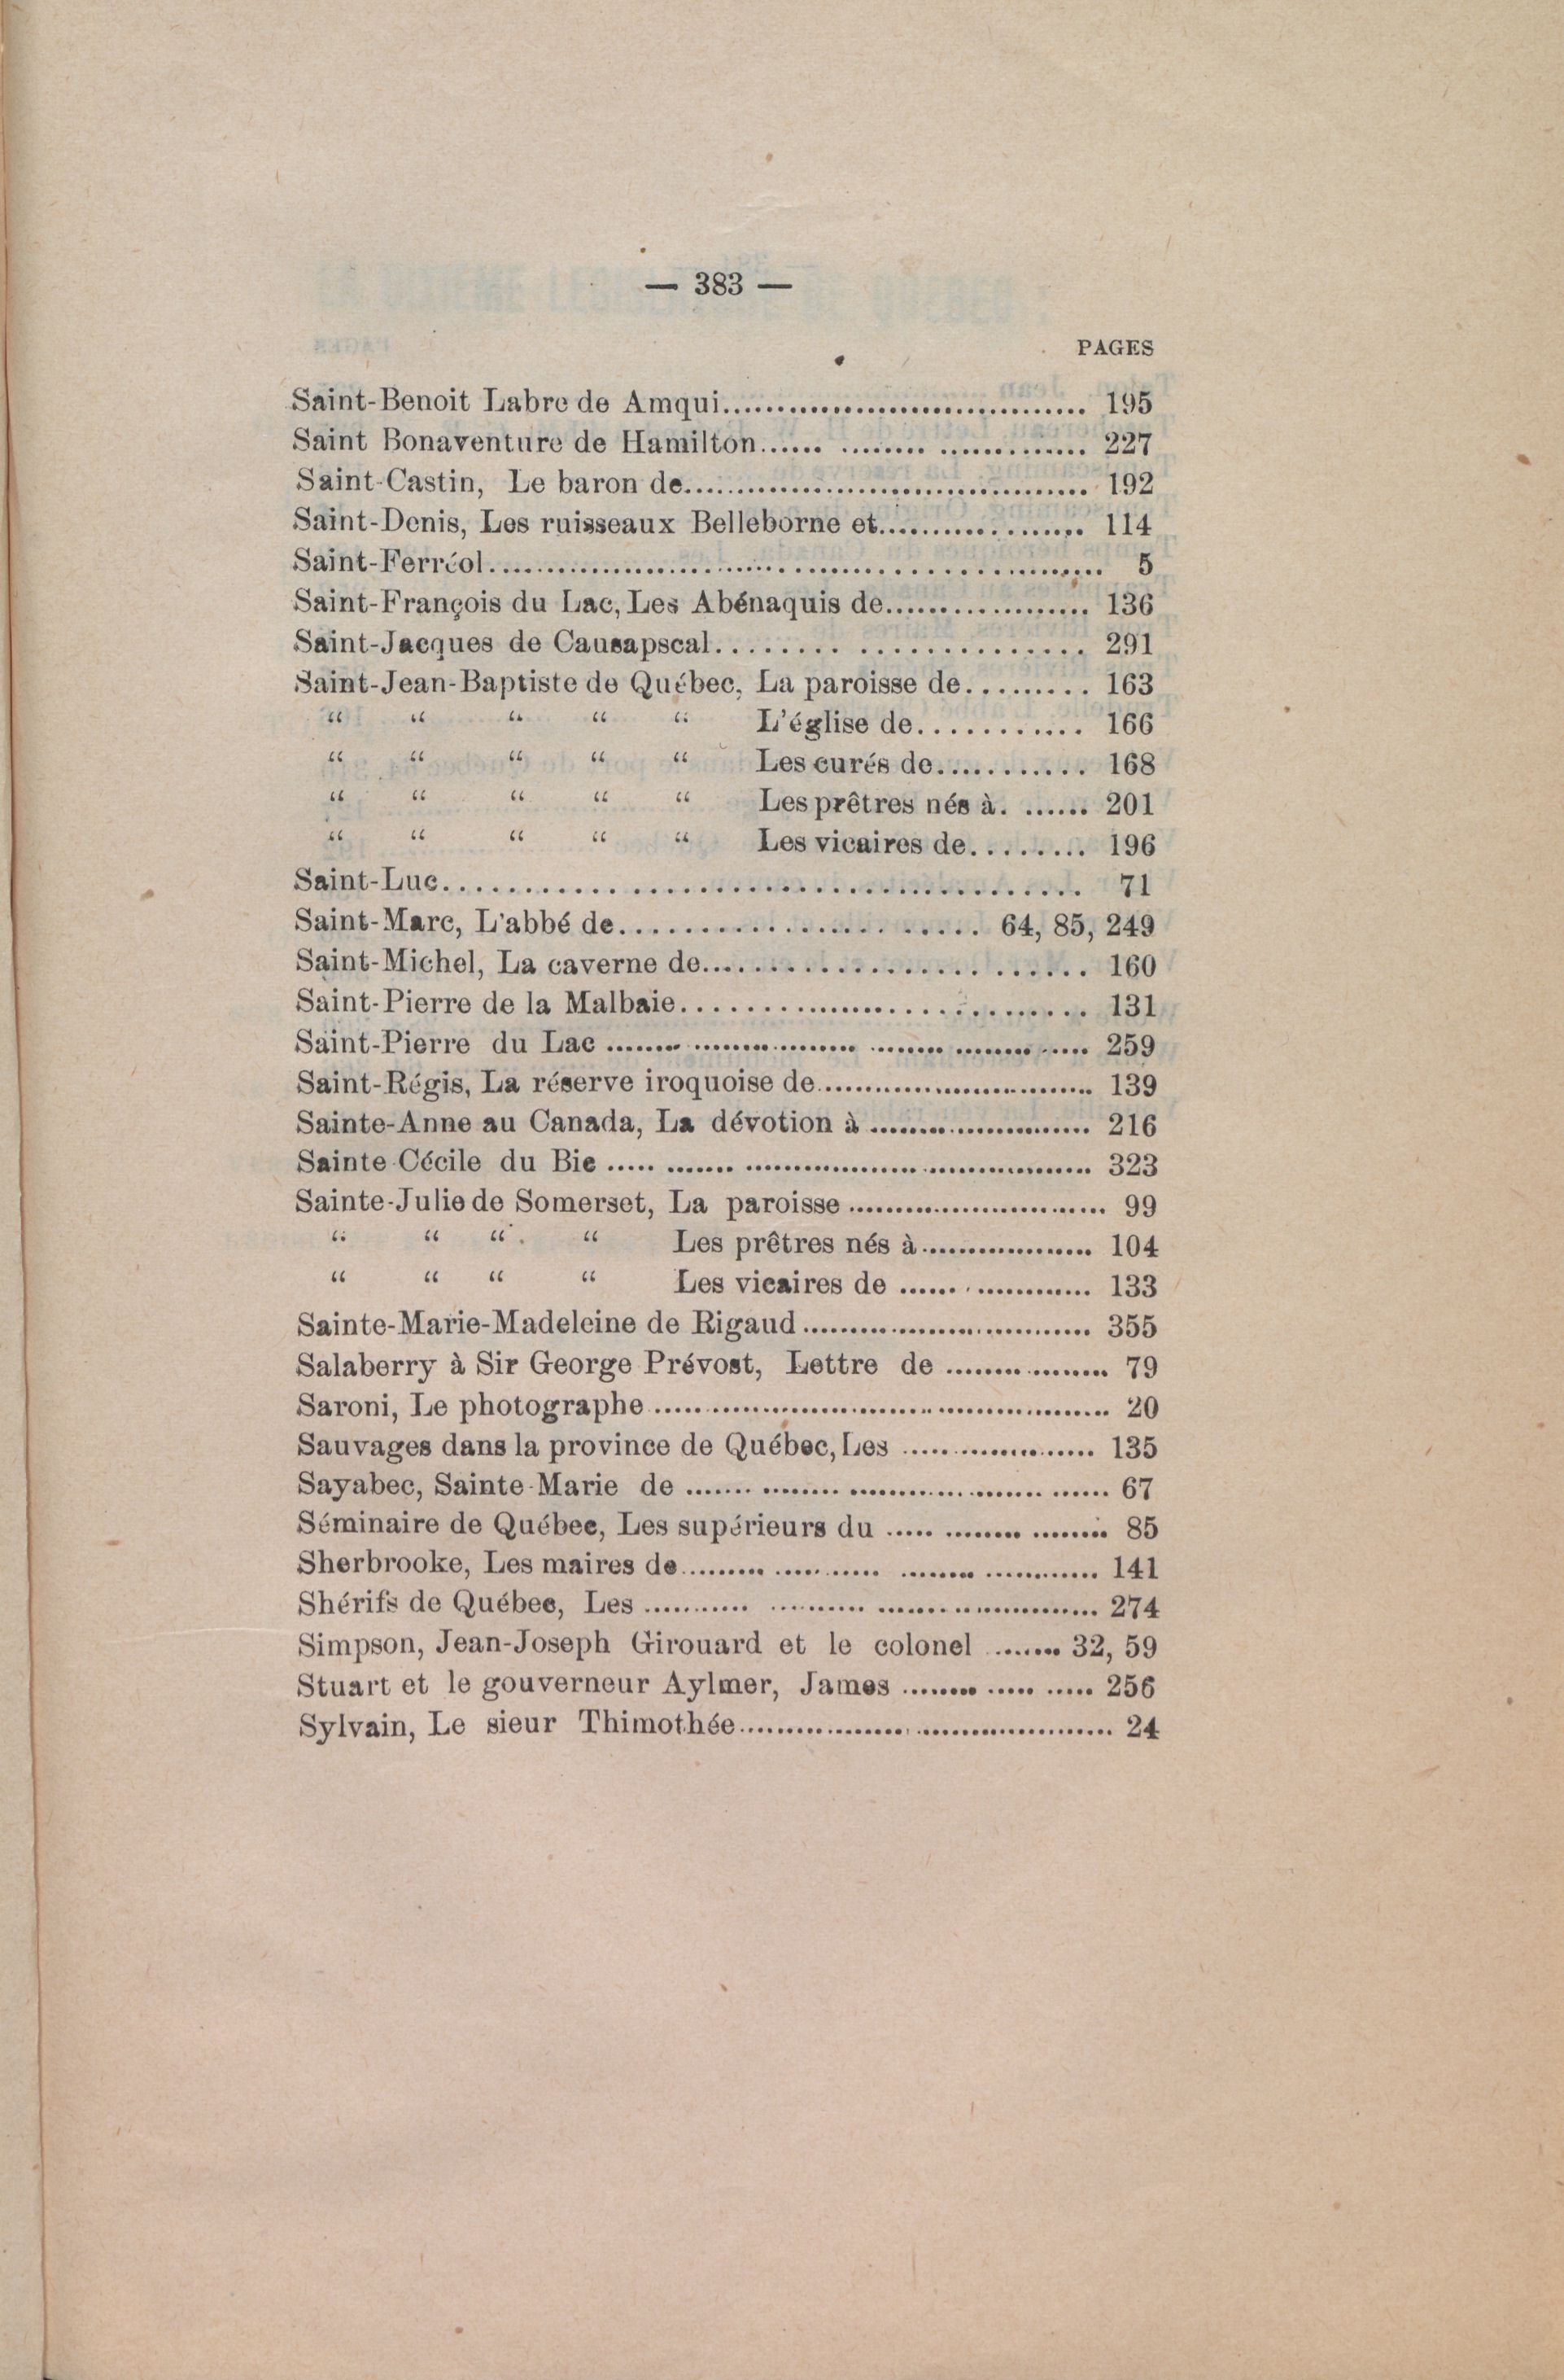 — 383 —
PAGES
Saint-Benoit Labre de Amqui........ 195
Saint Bonaventure de Hamilton........ 227
Saint-Castin, Le baron de........ 192
Saint-Denis, Les ruisseaux Belleborne et........ 114
Saint-Ferréol........ 5
Saint-François du Lac, Les Abénaquis de........ 136
Saint-Jacques de Causapscal........ 291
Saint-Jean-Baptiste de Québec, La paroisse de........ 163
“ “ “ “ “ L'église de........ 166
“ “ “ “ “ Les curés de........ 168
“ “ “ “ “ Les prêtres nés à........ 201
“ “ “ “ “ Les vicaires de........ 196
Saint-Luc........ 71
Saint-Marc, L'abbé de........ 64, 85, 249
Saint-Michel, La caverne de........ 160
Saint-Pierre de la Malbaie........ 131
Saint-Pierre du Lac ........ 259
Saint-Régis, La réserve iroquoise de........ 139
Sainte-Anne au Canada, La dévotion à ........ 216
Sainte Cécile du Bic ........ 323
Sainte-Julie de Somerset, La paroisse ........ 99
“ “ “ “ Les prêtres nés à........ 104
“ “ “ “ Les vicaires de ........ 133
Sainte-Marie-Madeleine de Rigaud ........ 355
Salaberry à Sir George Prévost, Lettre de ........ 79
Saroni, Le photographe ........ 20
Sauvages dans la province de Québec, Les ........ 135
Sayabec, Sainte-Marie de ........ 67
Séminaire de Québec, Les supérieurs du ........ 85
Sherbrooke, Les maires de........ 141
Shérifs de Québec, Les ........ 274
Simpson, Jean-Joseph Girouard et le colonel ........ 32, 59
Stuart et le gouverneur Aylmer, James ........ 256
Sylvain, Le sieur Thimothée........ 24